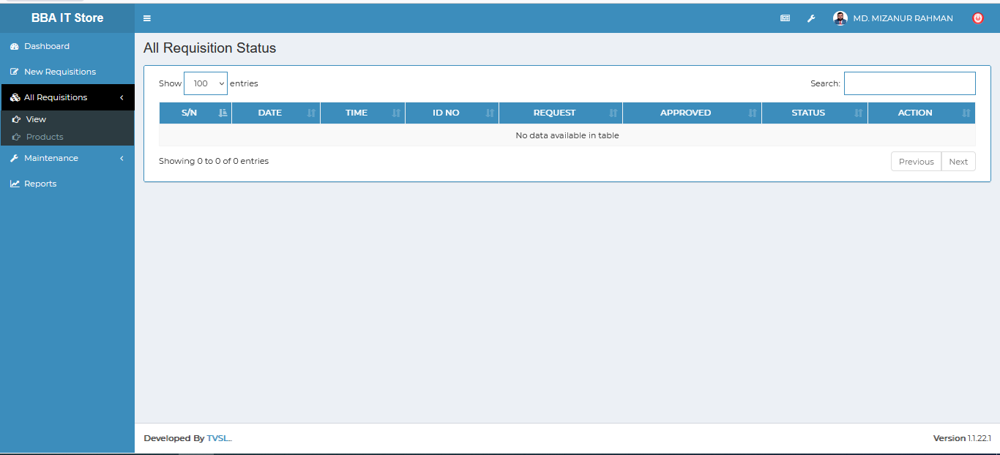 BBA IT Store
MD. MIZANUR RAHMAN
Dashboard
New Requisitions
All Requisitions
View
Products
Maintenance
Reports
All Requisition Status
Show 100 entries
Search:
S/N DATE TIME ID NO REQUEST APPROVED STATUS ACTION
No data available in table
Showing 0 to 0 of 0 entries
Previous Next
Developed By TVSL..
Version 1.1.22.1